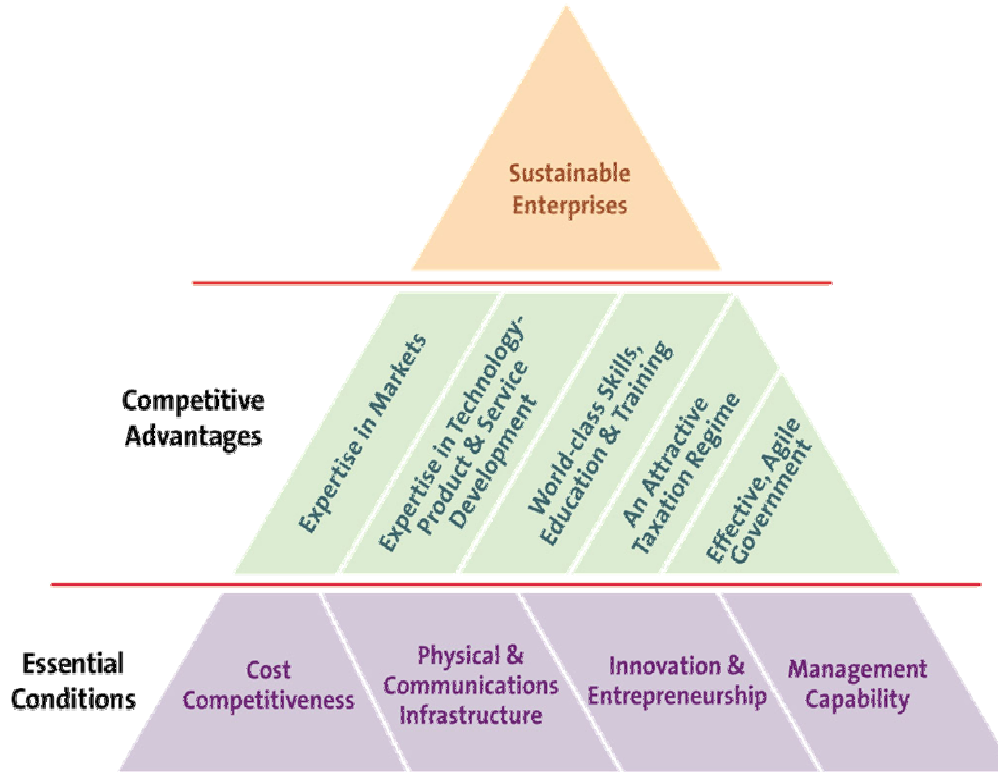 Sustainable
Enterprises
Competitive
Advantages
Expertise in Markets
Expertise in Technology-
Product & Service
Development
World-class Skills,
Education & Training
An Attractive
Taxation Regime
Effective, Agile
Government
Essential
Conditions
Cost
Competitiveness
Physical &
Communications
Infrastructure
Innovation &
Entrepreneurship
Management
Capability